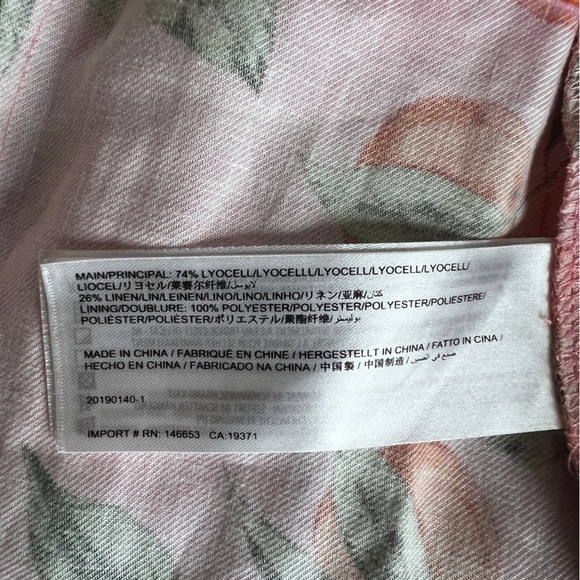 MAIN/PRINCIPAL: 74% LYOCELL/LYOCELLL/LYOCELL/LYOCELL/LYOCELL/
LIOCEL/リヨセル/莱赛尔纤维/لايوسل
26% LINEN/LIN/LEINEN/LINO/LINO/LINHO/リネン/亚麻/كتان
LINING/DOUBLURE: 100% POLYESTER/POLYESTER/POLYESTER/POLIESTERE/
POLIÉSTER/POLIÉSTER/ポリエステル/聚酯纤维/بوليستر
MADE IN CHINA / FABRIQUÉ EN CHINE / HERGESTELLT IN CHINA / FATTO IN CINA /
HECHO EN CHINA / FABRICADO NA CHINA / 中国製 / 中国制造 / صنع في الصين
20190140-1
IMPORT # RN: 146653 CA:19371